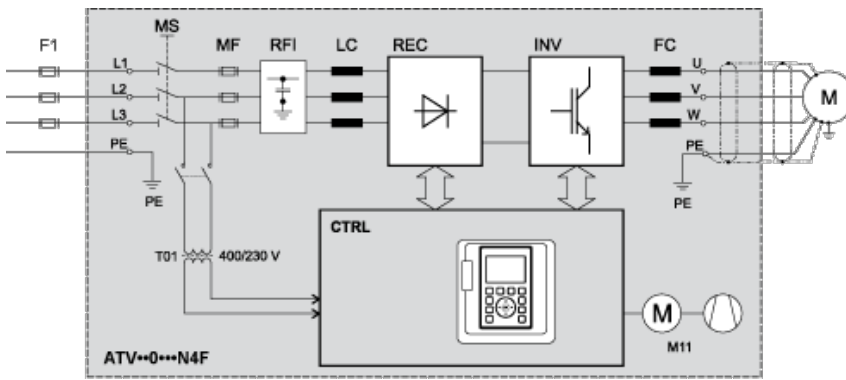 MS
F1 MF RFI LC REC INV FC
L1 U
L2 V M
L3 W
PE PE
PE PE
CTRL
T01 400/230 V
M
M11
ATV••0•••N4F